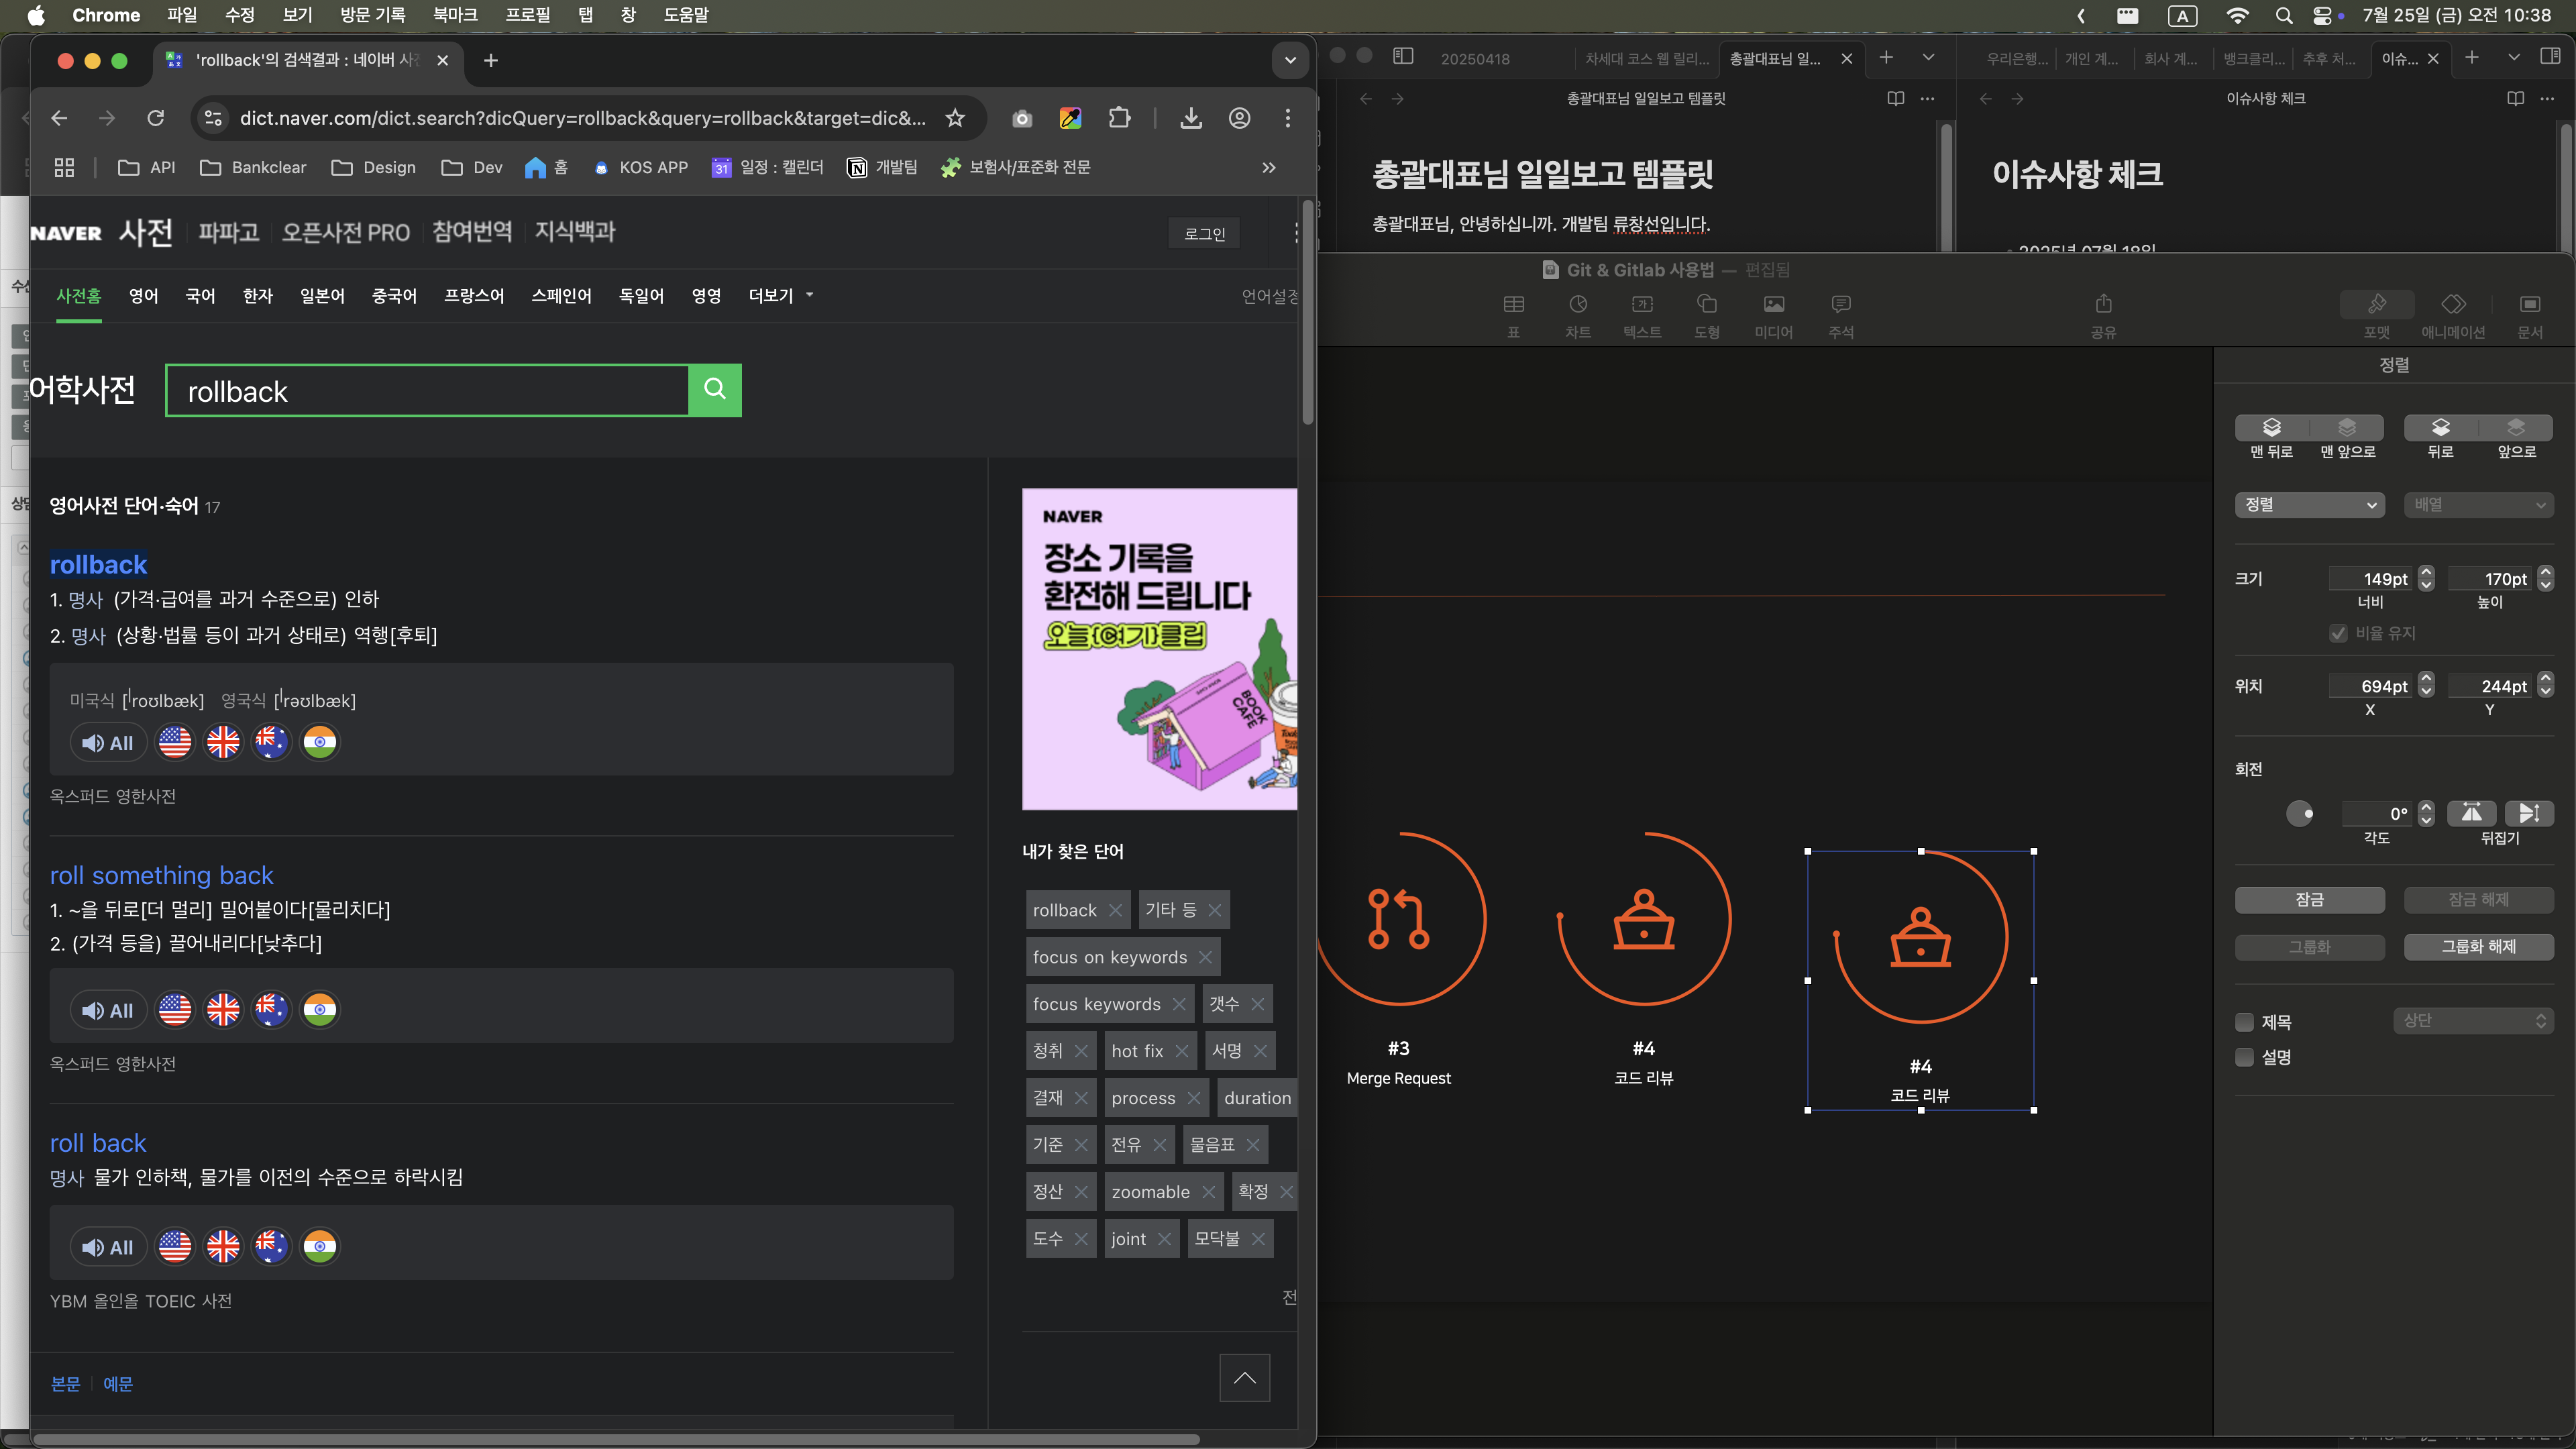 Chrome 파일 수정 보기 방문 기록 북마크 프로필 탭 창 도움말
A 7월 25일 (금) 오전 10:38
'rollback'의 검색결과 : 네이버 사
dict.naver.com/dict.search?dicQuery=rollback&query=rollback&target=dic&...
API Bankclear Design Dev 홈 KOS APP 31 일정 : 캘린더 개발팀 보험사/표준화 전문
NAVER 사전 파파고 오픈사전 PRO 참여번역 지식백과 로그인
사전홈 영어 국어 한자 일본어 중국어 프랑스어 스페인어 독일어 영영 더보기 언어설정
어학사전 rollback
영어사전 단어·숙어 17
rollback
1. 명사 (가격·급여를 과거 수준으로) 인하
2. 명사 (상황·법률 등이 과거 상태로) 역행[후퇴]
미국식 [ˈroʊlbæk] 영국식 [ˈrəʊlbæk]
All
옥스퍼드 영한사전
roll something back
1. ~을 뒤로[더 멀리] 밀어붙이다[물리치다]
2. (가격 등을) 끌어내리다[낮추다]
All
옥스퍼드 영한사전
roll back
명사 물가 인하책, 물가를 이전의 수준으로 하락시킴
All
YBM 올인올 TOEIC 사전
본문 예문
NAVER
장소 기록을
환전해 드립니다
오늘{여기}클립
BOOK CAFE
내가 찾은 단어
rollback 기타 등
focus on keywords
focus keywords 갯수
청취 hot fix 서명
결재 process duration
기준 전유 물음표
정산 zoomable 확정
도수 joint 모닥불
전
20250418 차세대 코스 웹 릴리... 총괄대표님 일...
총괄대표님 일일보고 템플릿
총괄대표님 일일보고 템플릿
총괄대표님, 안녕하십니까. 개발팀 류창선입니다.
우리은행... 개인 계... 회사 계... 뱅크클리... 추후 처... 이슈...
이슈사항 체크
이슈사항 체크
2025년 07월 18일
Git & Gitlab 사용법 — 편집됨
표 차트 텍스트 도형 미디어 주석 공유 포맷 애니메이션 문서
#3
Merge Request
#4
코드 리뷰
#4
코드 리뷰
정렬
맨 뒤로 맨 앞으로 뒤로 앞으로
정렬 배열
크기 149pt 170pt
너비 높이
비율 유지
위치 694pt 244pt
X Y
회전
0°
각도 뒤집기
잠금 잠금 해제
그룹화 그룹화 해제
제목 상단
설명